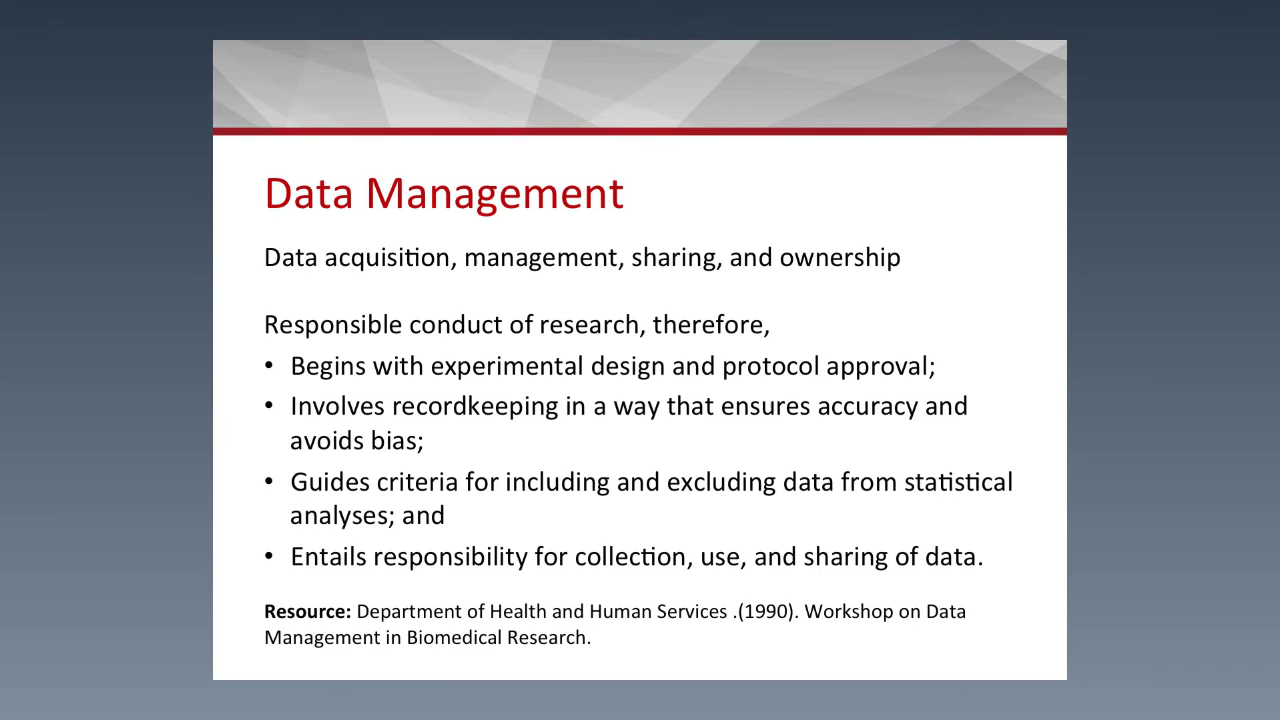 Data Management
Data acquisition, management, sharing, and ownership
Responsible conduct of research, therefore,
• Begins with experimental design and protocol approval;
• Involves recordkeeping in a way that ensures accuracy and
avoids bias;
• Guides criteria for including and excluding data from statistical
analyses; and
• Entails responsibility for collection, use, and sharing of data.
Resource: Department of Health and Human Services .(1990). Workshop on Data
Management in Biomedical Research.